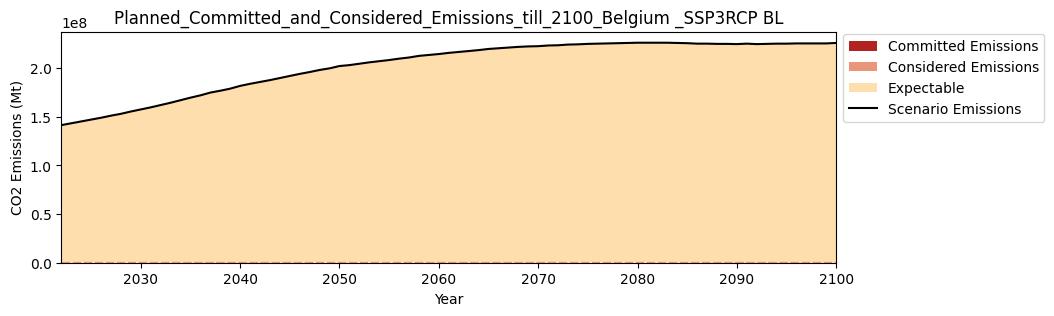 Planned_Committed_and_Considered_Emissions_till_2100_Belgium _SSP3RCP BL
1e8
Committed Emissions
Considered Emissions
Expectable
Scenario Emissions
CO2 Emissions (Mt)
2.0
1.5
1.0
0.5
0.0
2030 2040 2050 2060 2070 2080 2090 2100
Year